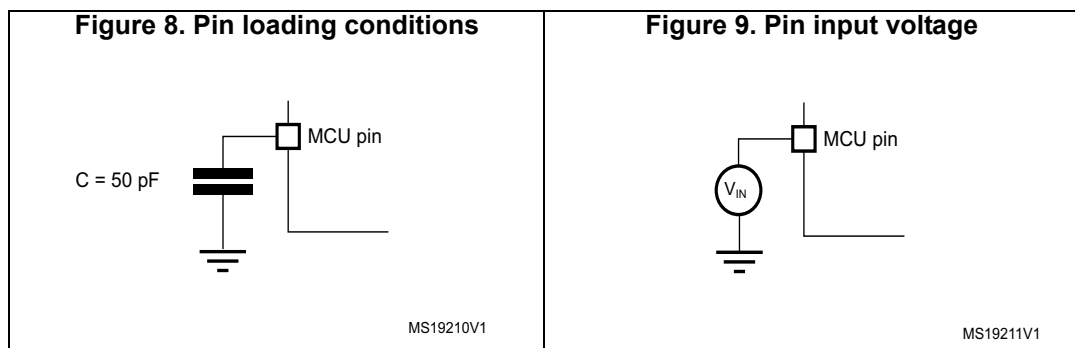 Figure 8. Pin loading conditions
MCU pin
C = 50 pF
MS19210V1
Figure 9. Pin input voltage
MCU pin
VIN
MS19211V1